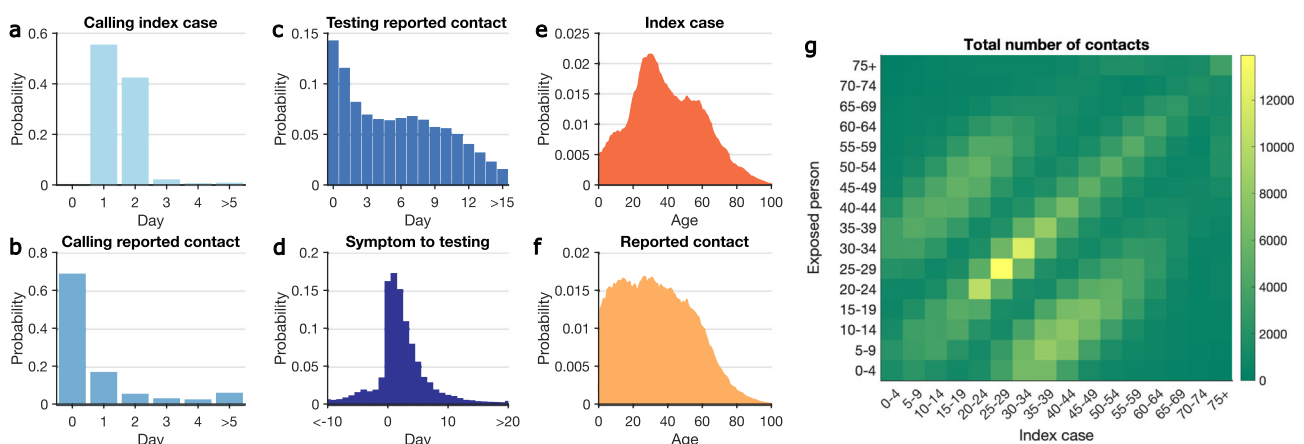 a
Calling index case
0.6
0.4
0.2
0
Probability
0 1 2 3 4 >5
Day
b
Calling reported contact
0.8
0.6
0.4
0.2
0
Probability
0 1 2 3 4 >5
Day
c
Testing reported contact
0.15
0.1
0.05
0
Probability
0 3 6 9 12 >15
Day
d
Symptom to testing
0.2
0.15
0.1
0.05
0
Probability
<-10 0 10 >20
Day
e
Index case
0.025
0.02
0.015
0.01
0.005
0
Probability
0 20 40 60 80 100
Age
f
Reported contact
0.02
0.015
0.01
0.005
0
Probability
0 20 40 60 80 100
Age
g
Total number of contacts
Exposed person
75+
70-74
65-69
60-64
55-59
50-54
45-49
40-44
35-39
30-34
25-29
20-24
15-19
10-14
5-9
0-4
0-4 5-9 10-14 15-19 20-24 25-29 30-34 35-39 40-44 45-49 50-54 55-59 60-64 65-69 70-74 75+
Index case
12000
10000
8000
6000
4000
2000
0